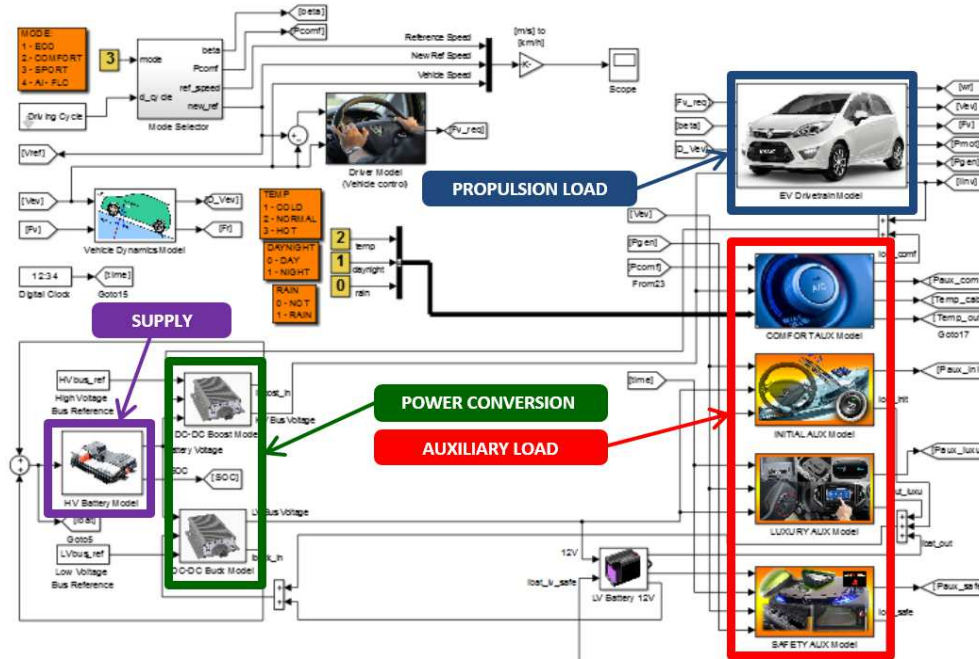 MODE:
1 - ECO
2 - COMFORT
3 - SPORT
4 - AI- FLC
3
mode
d_cycle
beta
Pcomf
ref_speed
new_ref
Mode Selector
Driving Cycle
[beta]
[Pcomf]
Reference Speed
New Ref Speed
Vehicle Speed
[m/s] to
[km/h]
-K-
Scope
[Vref]
[Fv_req]
Driver Model
(Vehicle control)
[Vev]
[Fv]
[D_Vev]
[Fr]
Vehicle Dynamics Model
12:34
Digital Clock
[time]
Goto15
TEMP
1 - COLD
2 - NORMAL
3 - HOT
DAYNIGHT
0 - DAY
1 - NIGHT
RAIN
0 - NOT
1 - RAIN
2
temp
1
daynight
0
rain
[Fv_req]
[beta]
[D_Vev]
[wr]
[Vev]
[Fv]
[Pmot]
[Pgen]
[Iinv]
EV Drivetrain Model
PROPULSION LOAD
[Vev]
[Pgen]
[Pcomf]
From23
A/C
COMFORT AUX Model
[Paux_com
[Temp_cab
[Temp_out
Goto17
SUPPLY
HVbus_ref
High Voltage
Bus Reference
DC-DC Boost Model
HV Bus Voltage
POWER CONVERSION
AUXILIARY LOAD
[time]
INITIAL AUX Model
[Paux_init
HV Battery Model
[SOC]
[Ibat]
Goto5
LVbus_ref
Low Voltage
Bus Reference
DC-DC Buck Model
LV Bus Voltage
LUXURY AUX Model
[Paux_luxu
Ibat_out
12V
Ibat_lv_safe
LV Battery 12V
SAFETY AUX Model
[Paux_safe